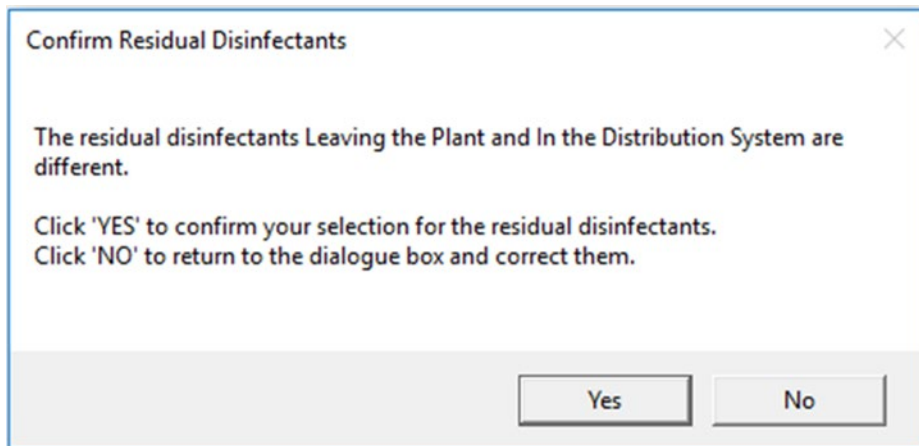 Confirm Residual Disinfectants
The residual disinfectants Leaving the Plant and In the Distribution System are
different.
Click 'YES' to confirm your selection for the residual disinfectants.
Click 'NO' to return to the dialogue box and correct them.
Yes
No